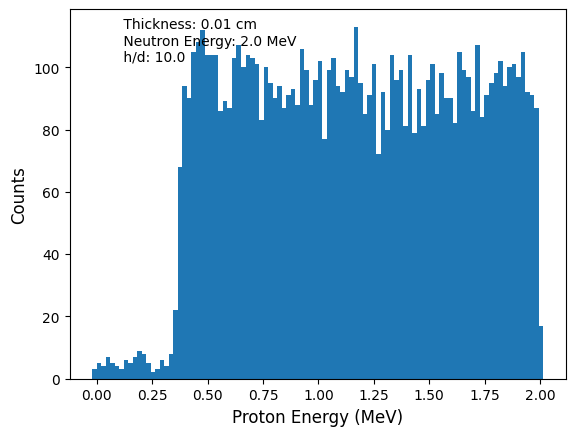 Thickness: 0.01 cm
Neutron Energy: 2.0 MeV
h/d: 10.0
100
80
60
40
20
0
Counts
0.00 0.25 0.50 0.75 1.00 1.25 1.50 1.75 2.00
Proton Energy (MeV)